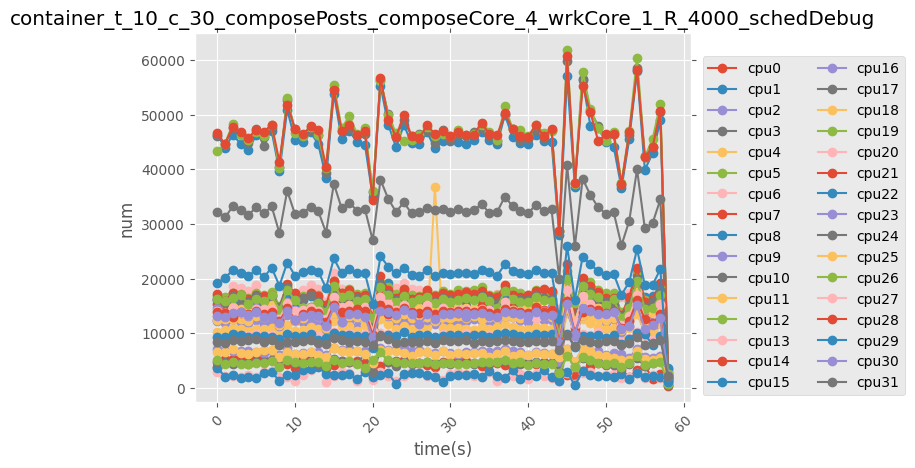 container_t_10_c_30_composePosts_composeCore_4_wrkCore_1_R_4000_schedDebug
num
60000
50000
40000
30000
20000
10000
0
0
10
20
30
40
50
60
time(s)
cpu0
cpu1
cpu2
cpu3
cpu4
cpu5
cpu6
cpu7
cpu8
cpu9
cpu10
cpu11
cpu12
cpu13
cpu14
cpu15
cpu16
cpu17
cpu18
cpu19
cpu20
cpu21
cpu22
cpu23
cpu24
cpu25
cpu26
cpu27
cpu28
cpu29
cpu30
cpu31